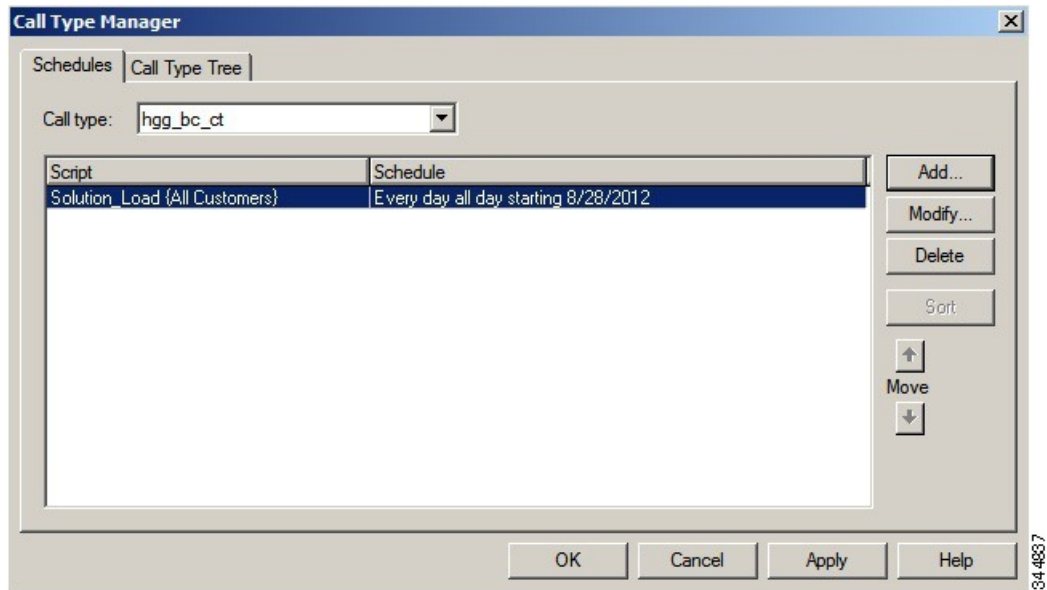 Call Type Manager
Schedules Call Type Tree
Call type: hgg_bc_ct
Script Schedule
Solution_Load {All Customers} Every day all day starting 8/28/2012
Add...
Modify...
Delete
Sort
Move
OK Cancel Apply Help
344837